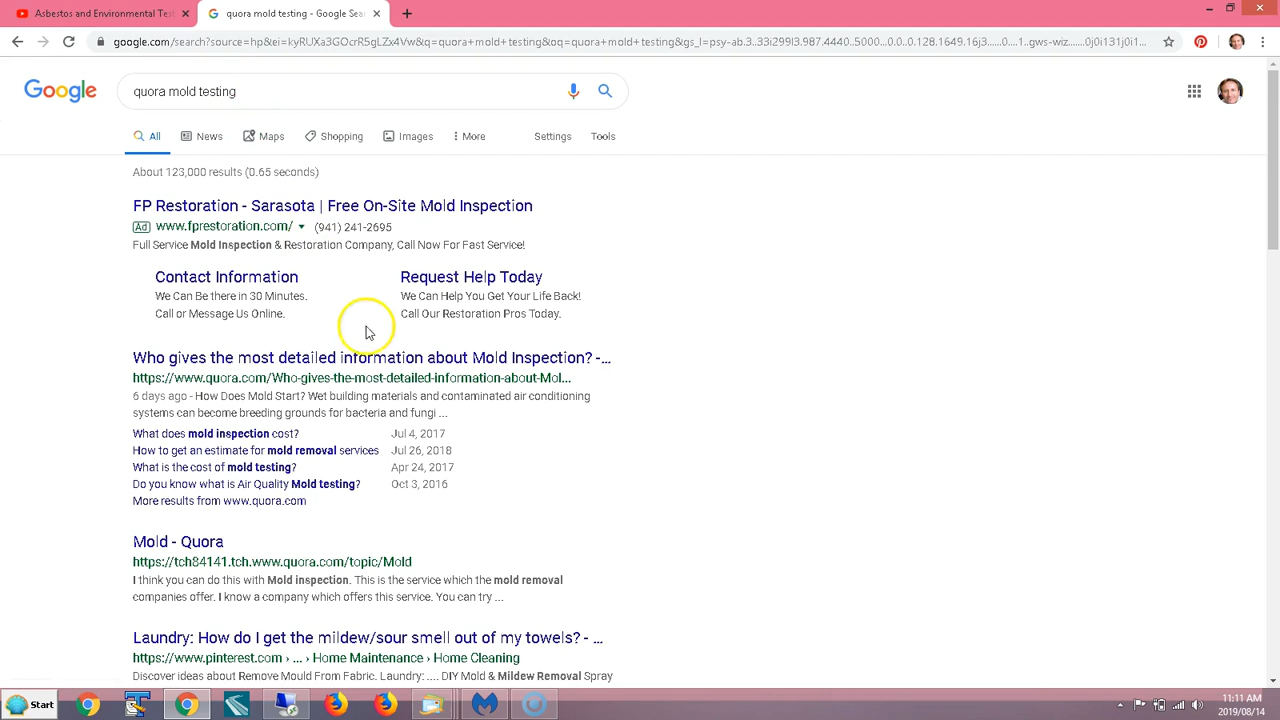 Asbestos and Environmental Test
quora mold testing - Google Sea
google.com/search?source=hp&ei=kyRUXa3GOcrR5gLZx4Vw&q=quora+mold+testing&oq=quora+mold+testing&gs_l=psy-ab.3..33i299l3.987.4440..5000...0.0..0.128.1649.16j3......0....1..gws-wiz.......0j0i131j0i1...
Google
quora mold testing
All News Maps Shopping Images More Settings Tools
About 123,000 results (0.65 seconds)
FP Restoration - Sarasota | Free On-Site Mold Inspection
Ad www.fprestoration.com/ (941) 241-2695
Full Service Mold Inspection & Restoration Company, Call Now For Fast Service!
Contact Information Request Help Today
We Can Be there in 30 Minutes. We Can Help You Get Your Life Back!
Call or Message Us Online. Call Our Restoration Pros Today.
Who gives the most detailed information about Mold Inspection? -...
https://www.quora.com/Who-gives-the-most-detailed-information-about-Mol...
6 days ago - How Does Mold Start? Wet building materials and contaminated air conditioning
systems can become breeding grounds for bacteria and fungi ...
What does mold inspection cost? Jul 4, 2017
How to get an estimate for mold removal services Jul 26, 2018
What is the cost of mold testing? Apr 24, 2017
Do you know what is Air Quality Mold testing? Oct 3, 2016
More results from www.quora.com
Mold - Quora
https://tch84141.tch.www.quora.com/topic/Mold
I think you can do this with Mold inspection. This is the service which the mold removal
companies offer. I know a company which offers this service. You can try ...
Laundry: How do I get the mildew/sour smell out of my towels? - ...
https://www.pinterest.com › ... › Home Maintenance › Home Cleaning
Discover ideas about Remove Mould From Fabric. Laundry: .... DIY Mold & Mildew Removal Spray
Start
11:11 AM
2019/08/14